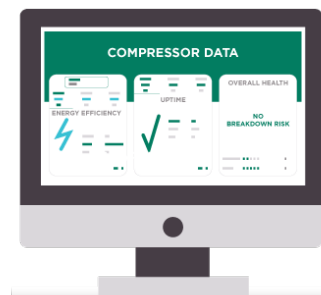 COMPRESSOR DATA
ENERGY EFFICIENCY
UPTIME
OVERALL HEALTH
NO
BREAKDOWN RISK